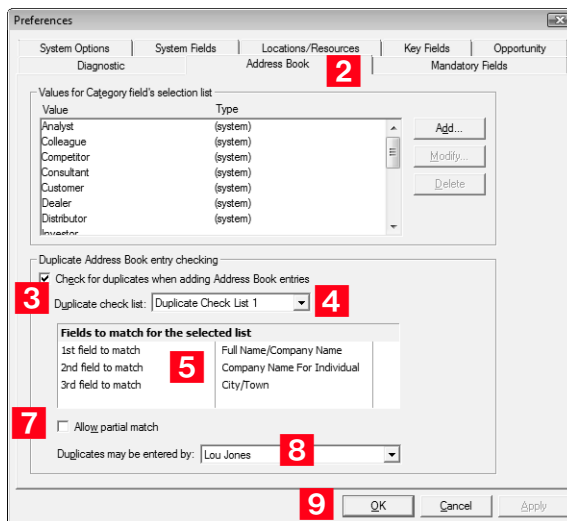 Preferences
System Options System Fields Locations/Resources Key Fields Opportunity
Diagnostic Address Book 2 Mandatory Fields
Values for Category field's selection list
Value Type
Analyst (system) Add...
Colleague (system)
Competitor (system) Modify...
Consultant (system)
Customer (system) Delete
Dealer (system)
Distributor (system)
Investor
Duplicate Address Book entry checking
Check for duplicates when adding Address Book entries
3 Duplicate check list: Duplicate Check List 1 4
Fields to match for the selected list
1st field to match Full Name/Company Name
2nd field to match 5 Company Name For Individual
3rd field to match City/Town
7 Allow partial match
Duplicates may be entered by: Lou Jones 8
9 OK Cancel Apply